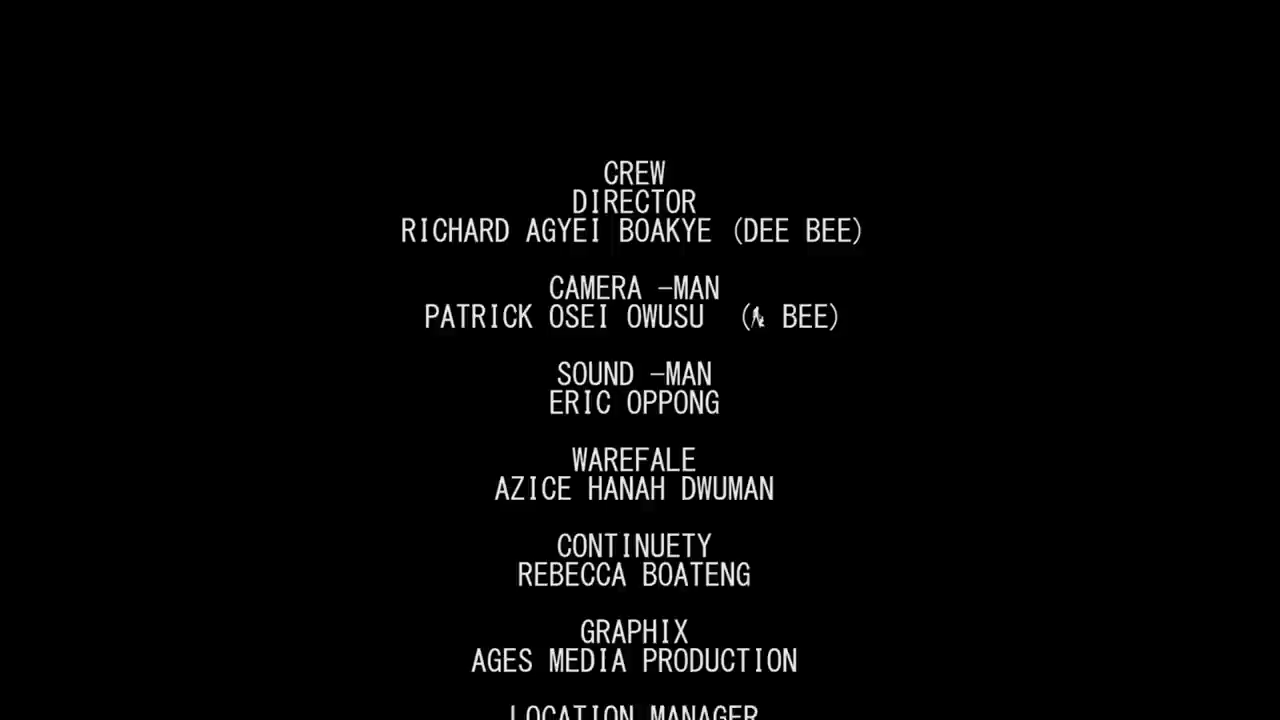 CREW
DIRECTOR
RICHARD AGYEI BOAKYE (DEE BEE)
CAMERA -MAN
PATRICK OSEI OWUSU ( BEE)
SOUND -MAN
ERIC OPPONG
WAREFALE
AZICE HANAH DWUMAN
CONTINUETY
REBECCA BOATENG
GRAPHIX
AGES MEDIA PRODUCTION
LOCATION MANAGER